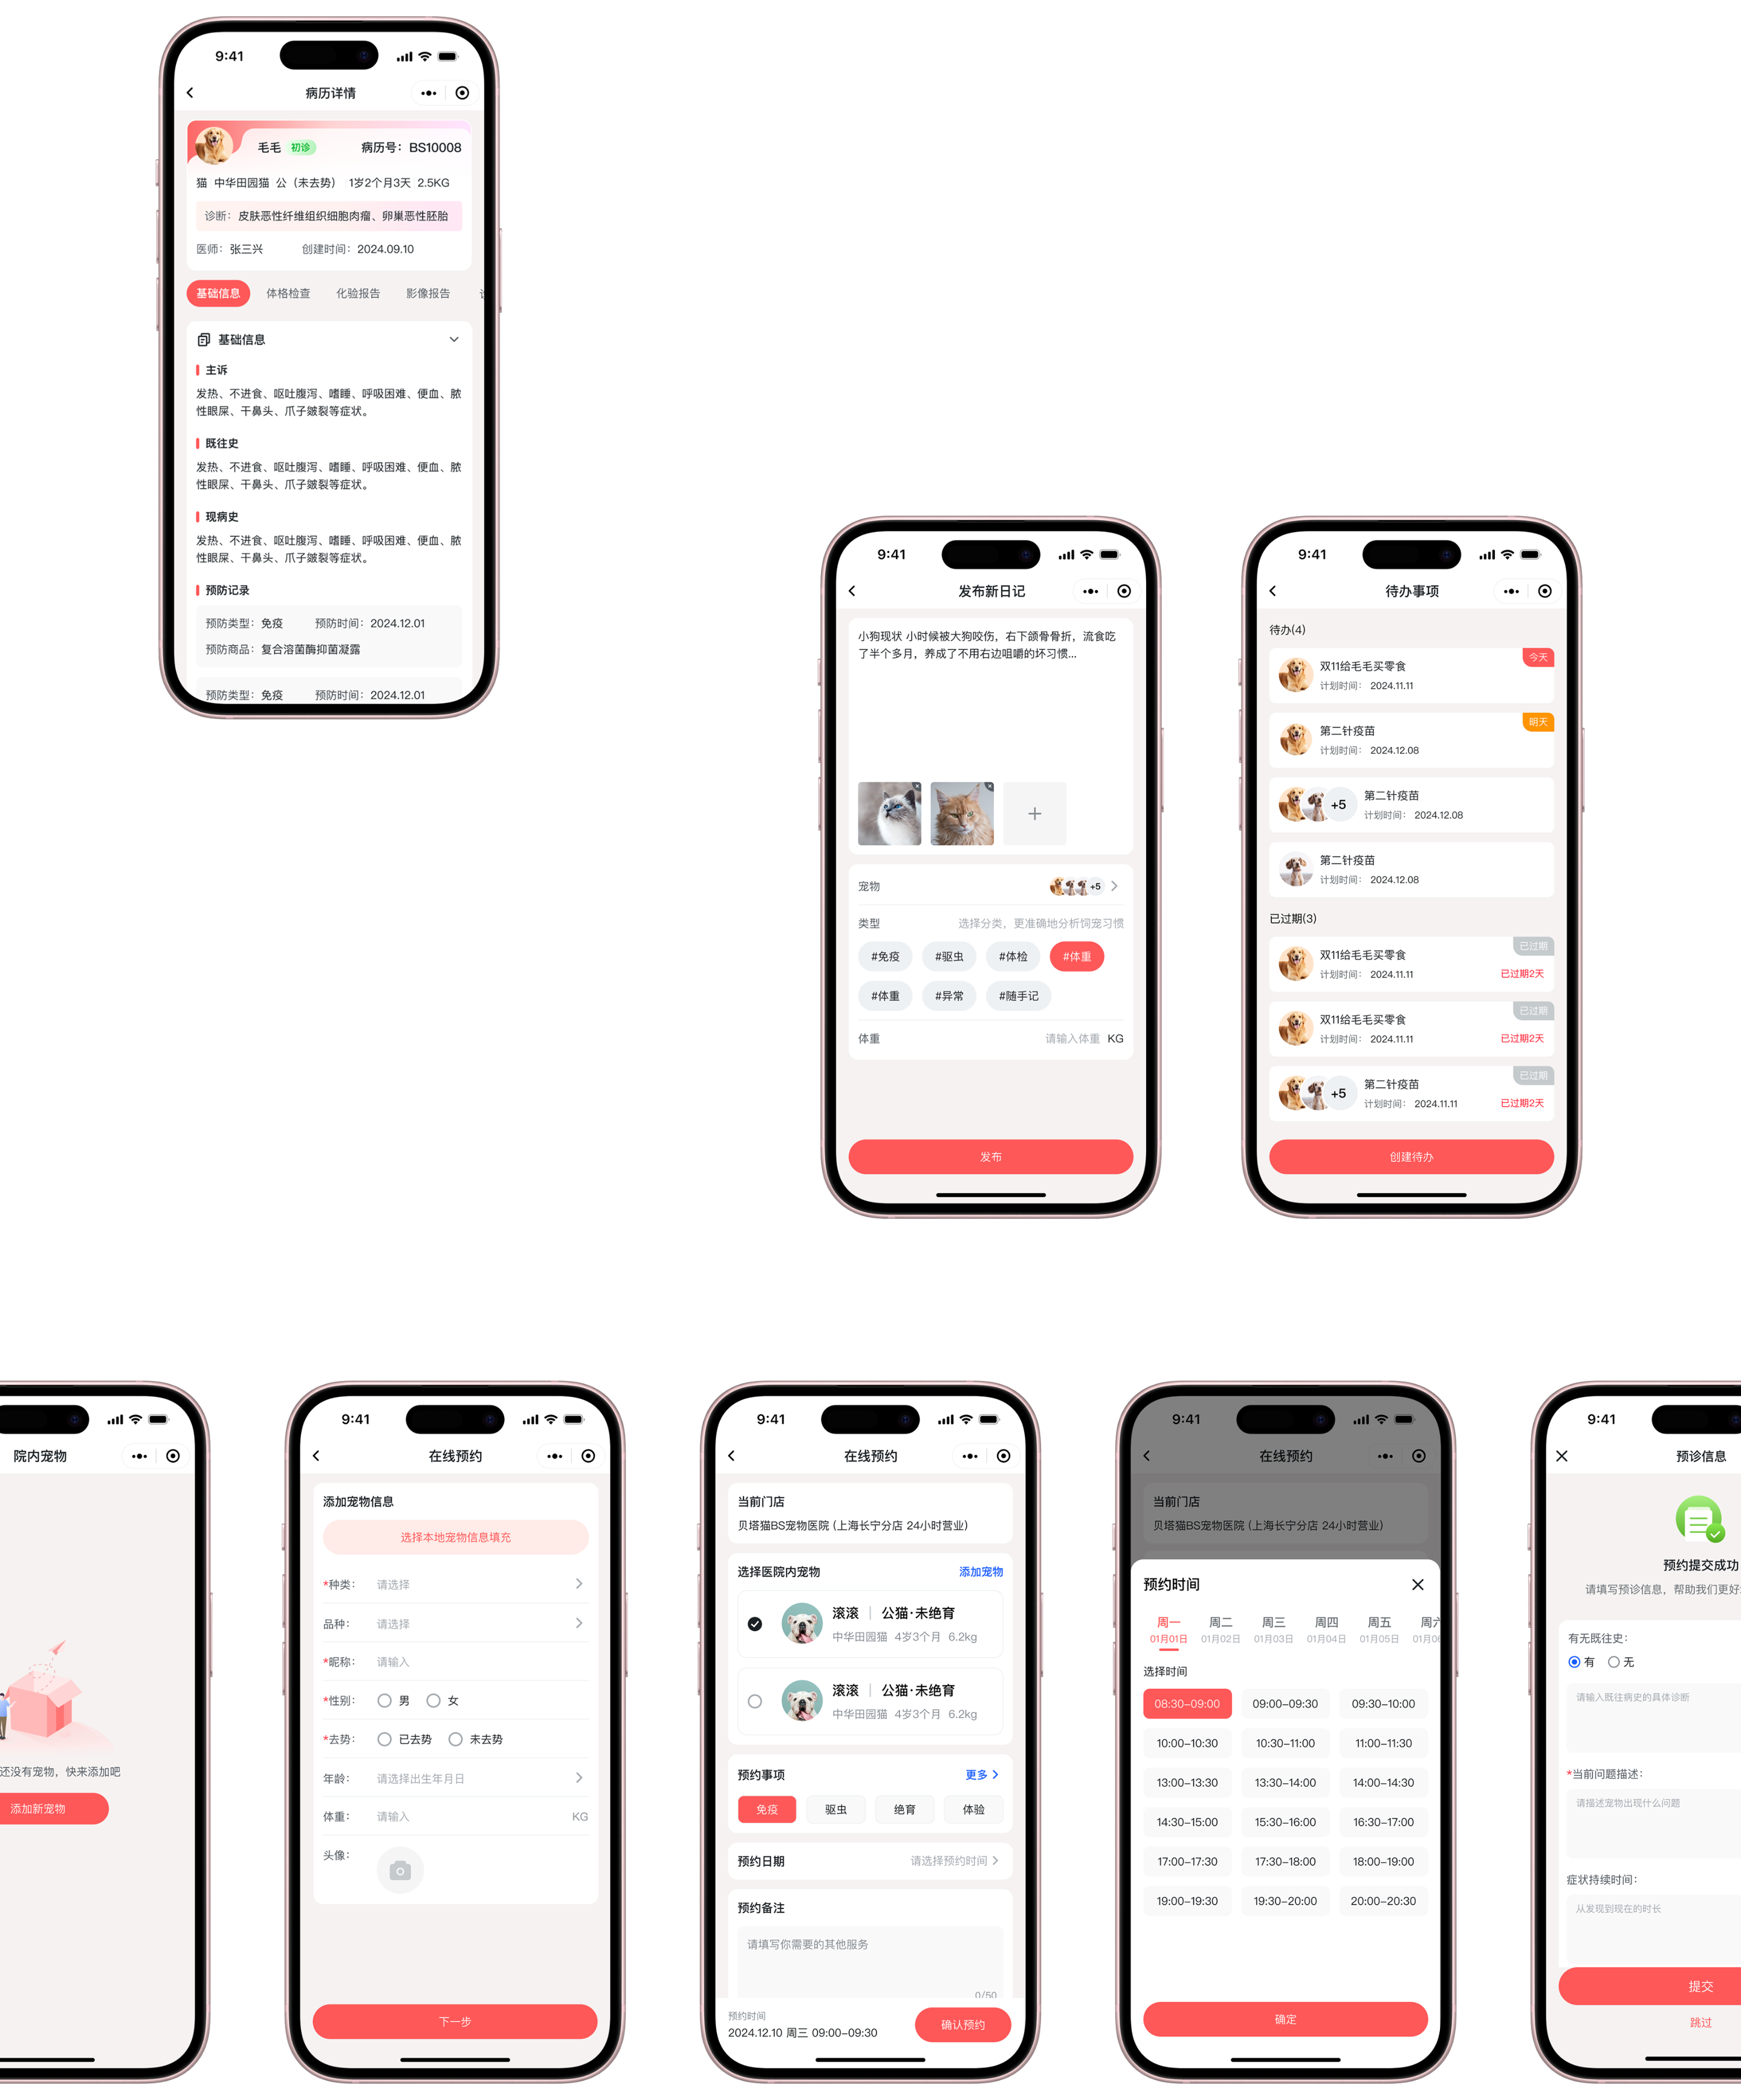 9:41
病历详情
毛毛 初诊 病历号：BS10008
猫 中华田园猫 公（未去势） 1岁2个月3天 2.5KG
诊断：皮肤恶性纤维组织细胞肉瘤、卵巢恶性胚胎
医师：张三兴 创建时间：2024.09.10
基础信息 体格检查 化验报告 影像报告
基础信息
主诉
发热、不进食、呕吐腹泻、嗜睡、呼吸困难、便血、脓
性眼屎、干鼻头、爪子皴裂等症状。
既往史
发热、不进食、呕吐腹泻、嗜睡、呼吸困难、便血、脓
性眼屎、干鼻头、爪子皴裂等症状。
现病史
发热、不进食、呕吐腹泻、嗜睡、呼吸困难、便血、脓
性眼屎、干鼻头、爪子皴裂等症状。
预防记录
预防类型：免疫 预防时间：2024.12.01
预防商品：复合溶菌酶抑菌凝露
预防类型：免疫 预防时间：2024.12.01
9:41
发布新日记
小狗现状 小时候被大狗咬伤，右下颌骨骨折，流食吃
了半个多月，养成了不用右边咀嚼的坏习惯...
宠物 +5
类型 选择分类，更准确地分析饲宠习惯
#免疫 #驱虫 #体检 #体重
#体重 #异常 #随手记
体重 请输入体重 KG
发布
9:41
待办事项
待办(4)
双11给毛毛买零食 今天
计划时间： 2024.11.11
第二针疫苗 明天
计划时间： 2024.12.08
+5 第二针疫苗
计划时间： 2024.12.08
第二针疫苗
计划时间： 2024.12.08
已过期(3)
双11给毛毛买零食 已过期
计划时间： 2024.11.11 已过期2天
双11给毛毛买零食 已过期
计划时间： 2024.11.11 已过期2天
+5 第二针疫苗 已过期
计划时间： 2024.11.11 已过期2天
创建待办
院内宠物
还没有宠物，快来添加吧
添加新宠物
9:41
在线预约
添加宠物信息
选择本地宠物信息填充
*种类： 请选择
品种： 请选择
*昵称： 请输入
*性别： 男 女
*去势： 已去势 未去势
年龄： 请选择出生年月日
体重： 请输入 KG
头像：
下一步
9:41
在线预约
当前门店
贝塔猫BS宠物医院 (上海长宁分店 24小时营业)
选择医院内宠物 添加宠物
滚滚 | 公猫·未绝育
中华田园猫 4岁3个月 6.2kg
滚滚 | 公猫·未绝育
中华田园猫 4岁3个月 6.2kg
预约事项 更多
免疫 驱虫 绝育 体验
预约日期 请选择预约时间
预约备注
请填写你需要的其他服务
0/50
预约时间
2024.12.10 周三 09:00-09:30
确认预约
9:41
在线预约
当前门店
贝塔猫BS宠物医院 (上海长宁分店 24小时营业)
预约时间
周一 周二 周三 周四 周五 周六
01月01日 01月02日 01月03日 01月04日 01月05日 01月06
选择时间
08:30-09:00 09:00-09:30 09:30-10:00
10:00-10:30 10:30-11:00 11:00-11:30
13:00-13:30 13:30-14:00 14:00-14:30
14:30-15:00 15:30-16:00 16:30-17:00
17:00-17:30 17:30-18:00 18:00-19:00
19:00-19:30 19:30-20:00 20:00-20:30
确定
9:41
预诊信息
预约提交成功
请填写预诊信息，帮助我们更好
有无既往史：
有 无
请输入既往病史的具体诊断
*当前问题描述：
请描述宠物出现什么问题
症状持续时间：
从发现到现在的时长
提交
跳过